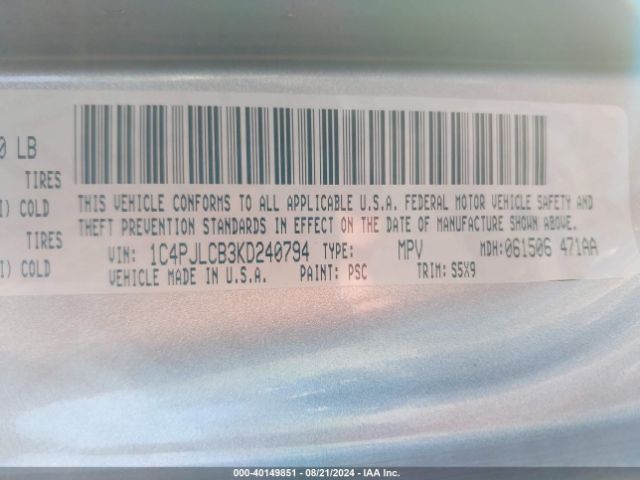 0 LB
TIRES
I) COLD
TIRES
I) COLD
THIS VEHICLE CONFORMS TO ALL APPLICABLE U.S.A. FEDERAL MOTOR VEHICLE SAFETY AND
THEFT PREVENTION STANDARDS IN EFFECT ON THE DATE OF MANUFACTURE SHOWN ABOVE.
VIN: 1C4PJLCB3KD240794 TYPE: MPV MDH:061506 471AA
VEHICLE MADE IN U.S.A. PAINT: PSC TRIM: S5X9
000-40149851 / 08/21/2024 / IAA Inc.